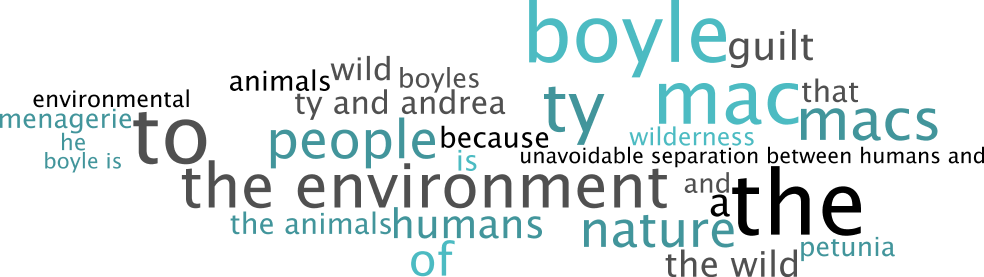 boyle
guilt
animals
wild
boyles
environmental
ty and andrea
ty
mac
that
menagerie
to
people
because
wilderness
macs
he
boyle is
is
unavoidable separation between humans and
the environment
and
a
the
the animals
humans
nature
petunia
of
the wild